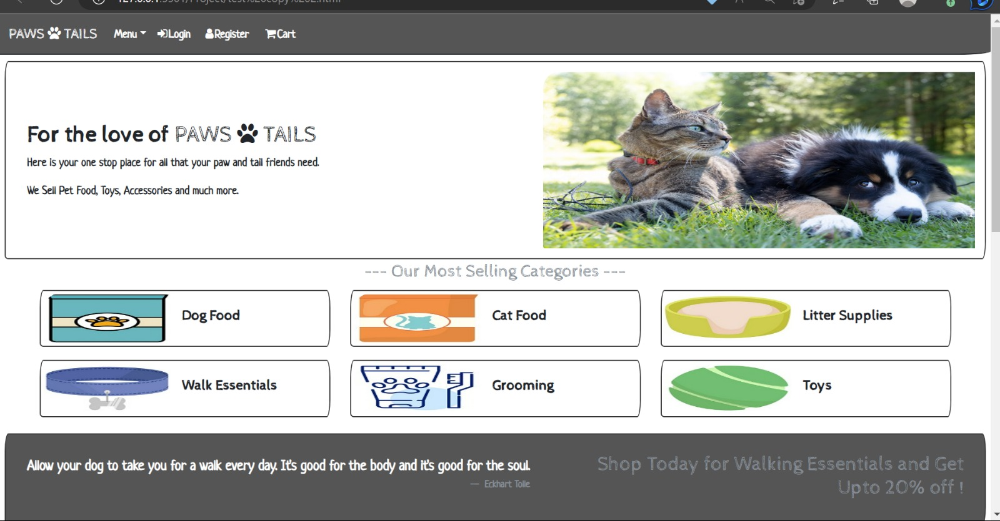 PAWS TAILS Menu Login Register Cart
For the love of PAWS TAILS
Here is your one stop place for all that your paw and tail friends need.
We Sell Pet Food, Toys, Accessories and much more.
--- Our Most Selling Categories ---
Dog Food
Cat Food
Litter Supplies
Walk Essentials
Grooming
Toys
Allow your dog to take you for a walk every day. It's good for the body and it's good for the soul.
— Eckhart Tolle
Shop Today for Walking Essentials and Get
Upto 20% off !